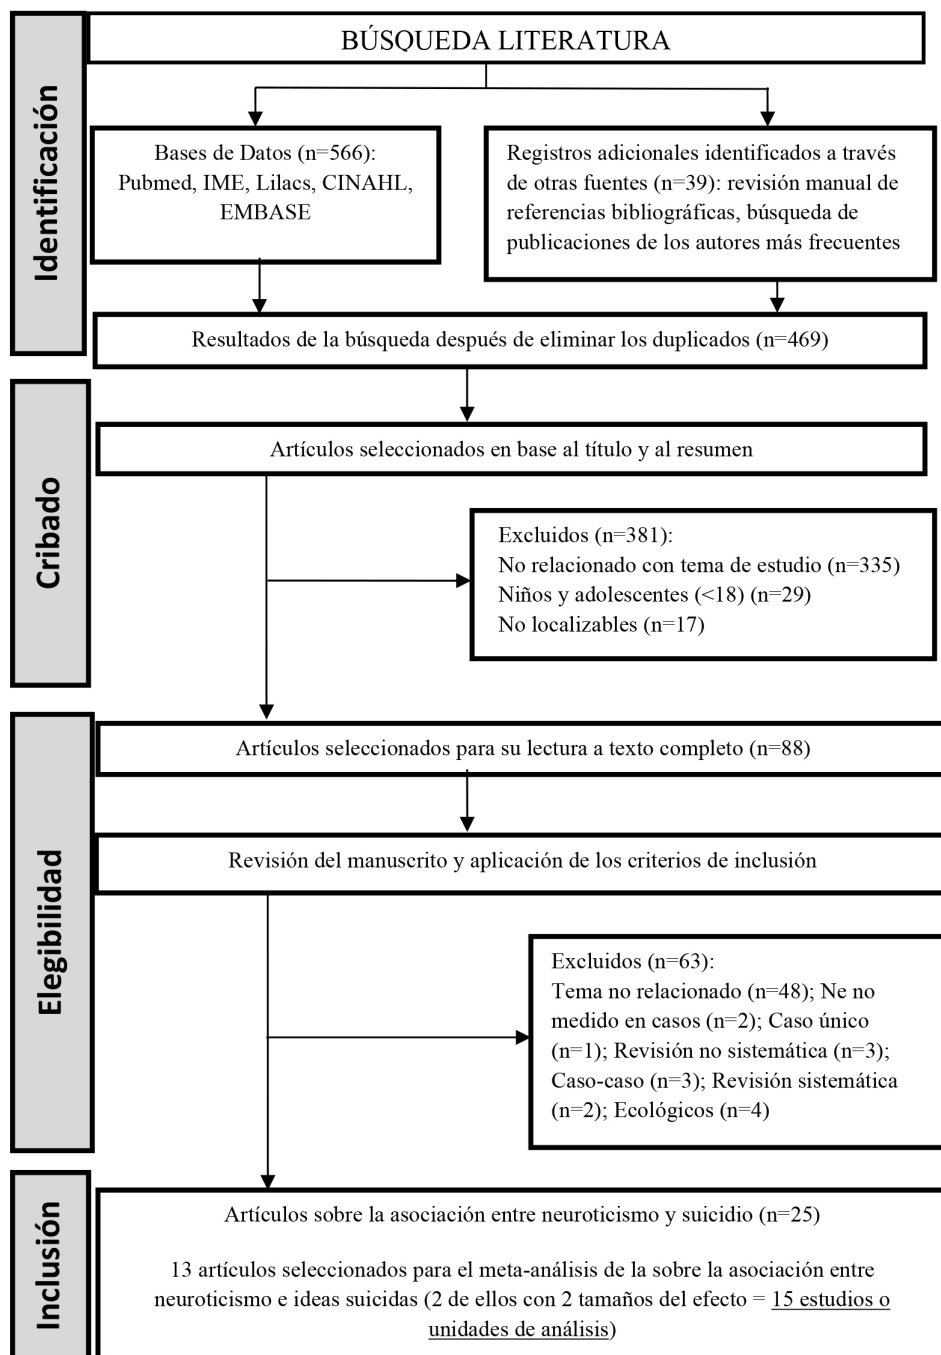 BÚSQUEDA LITERATURA
Identificación
Bases de Datos (n=566):
Pubmed, IME, Lilacs, CINAHL,
EMBASE
Registros adicionales identificados a través
de otras fuentes (n=39): revisión manual de
referencias bibliográficas, búsqueda de
publicaciones de los autores más frecuentes
Resultados de la búsqueda después de eliminar los duplicados (n=469)
Cribado
Artículos seleccionados en base al título y al resumen
Excluidos (n=381):
No relacionado con tema de estudio (n=335)
Niños y adolescentes (<18) (n=29)
No localizables (n=17)
Elegibilidad
Artículos seleccionados para su lectura a texto completo (n=88)
Revisión del manuscrito y aplicación de los criterios de inclusión
Excluidos (n=63):
Tema no relacionado (n=48); Ne no
medido en casos (n=2); Caso único
(n=1); Revisión no sistemática (n=3);
Caso-caso (n=3); Revisión sistemática
(n=2); Ecológicos (n=4)
Inclusión
Artículos sobre la asociación entre neuroticismo y suicidio (n=25)
13 artículos seleccionados para el meta-análisis de la sobre la asociación entre
neuroticismo e ideas suicidas (2 de ellos con 2 tamaños del efecto = 15 estudios o
unidades de análisis)